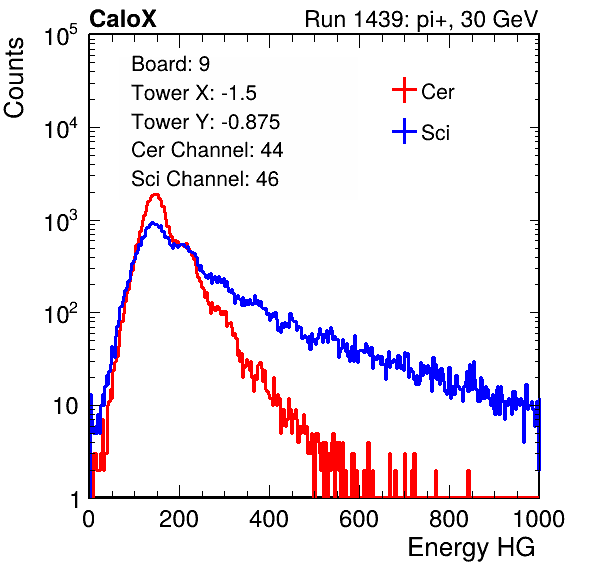 CaloX Run 1439: pi+, 30 GeV
Counts
Board: 9
Tower X: -1.5
Tower Y: -0.875
Cer Channel: 44
Sci Channel: 46
Cer
Sci
10^5
10^4
10^3
10^2
10
1
0 200 400 600 800 1000
Energy HG